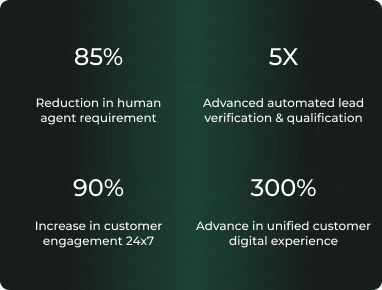 85%
Reduction in human
agent requirement
5X
Advanced automated lead
verification & qualification
90%
Increase in customer
engagement 24x7
300%
Advance in unified customer
digital experience